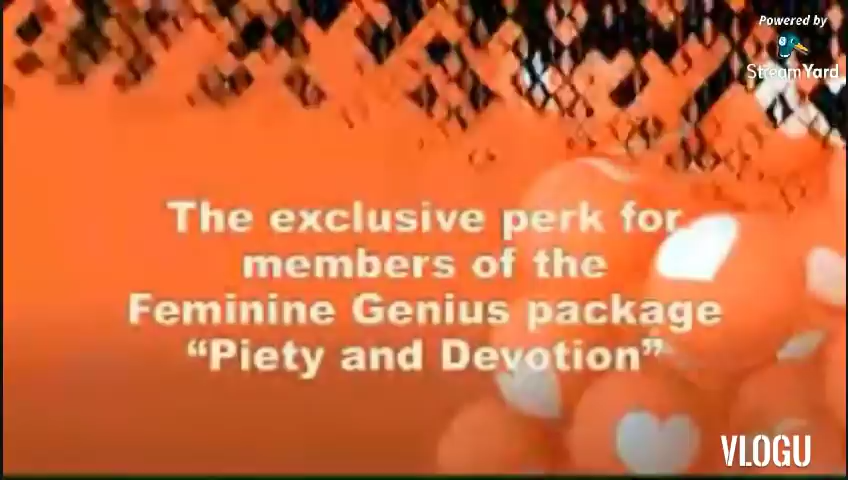 Powered by
StreamYard
The exclusive perk for
members of the
Feminine Genius package
“Piety and Devotion”
VLOGU